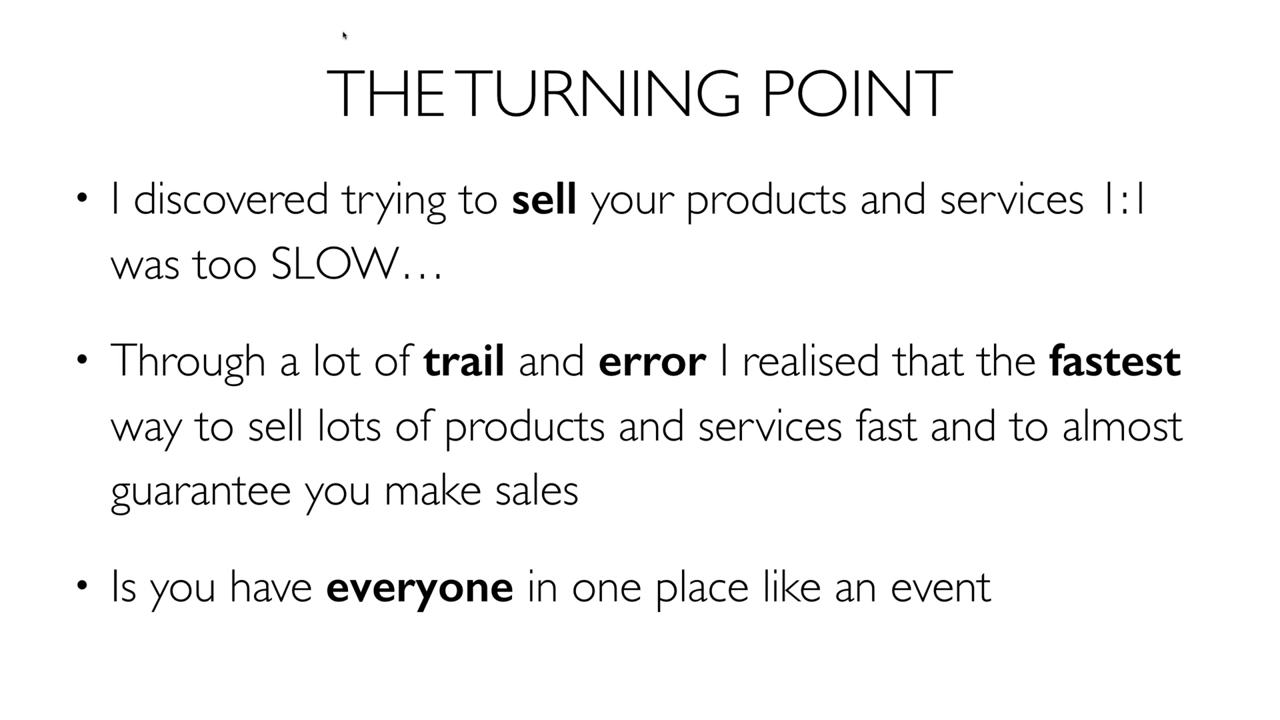 THE TURNING POINT
• I discovered trying to sell your products and services 1:1
was too SLOW…
• Through a lot of trail and error I realised that the fastest
way to sell lots of products and services fast and to almost
guarantee you make sales
• Is you have everyone in one place like an event